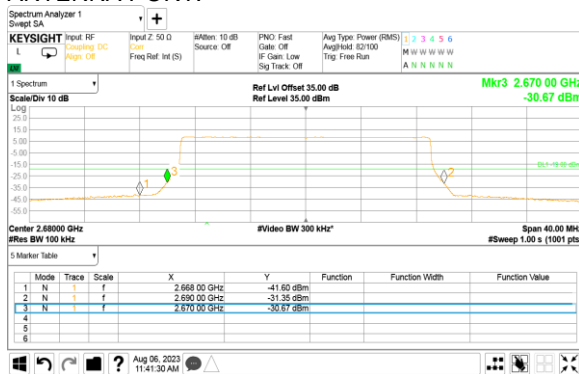 Spectrum Analyzer 1
Swept SA
+
KEYSIGHT Input: RF Input Z: 50 Ω #Atten: 10 dB PNO: Fast Avg Type: Power (RMS) 1 2 3 4 5 6
Coupling: DC Corr Source: Off Gate: Off Avg|Hold: 82/100 M W W W W W
Align: Off Freq Ref: Int (S) IF Gain: Low Trig: Free Run
Sig Track: Off A N N N N N
1 Spectrum Ref Lvl Offset 35.00 dB Mkr3 2.670 00 GHz
Scale/Div 10 dB Ref Level 35.00 dBm -30.67 dBm
Log
25.0
15.0
5.00
-5.00
-15.0
-25.0
-35.0
-45.0
-55.0
1
3
2
Center 2.68000 GHz #Video BW 300 kHz* Span 40.00 MHz
#Res BW 100 kHz #Sweep 1.00 s (1001 pts
5 Marker Table
Mode Trace Scale X Y Function Function Width Function Value
1 N 1 f 2.668 00 GHz -41.60 dBm
2 N 1 f 2.690 00 GHz -31.35 dBm
3 N 1 f 2.670 00 GHz -30.67 dBm
4
5
6
? Aug 06, 2023
11:41:30 AM